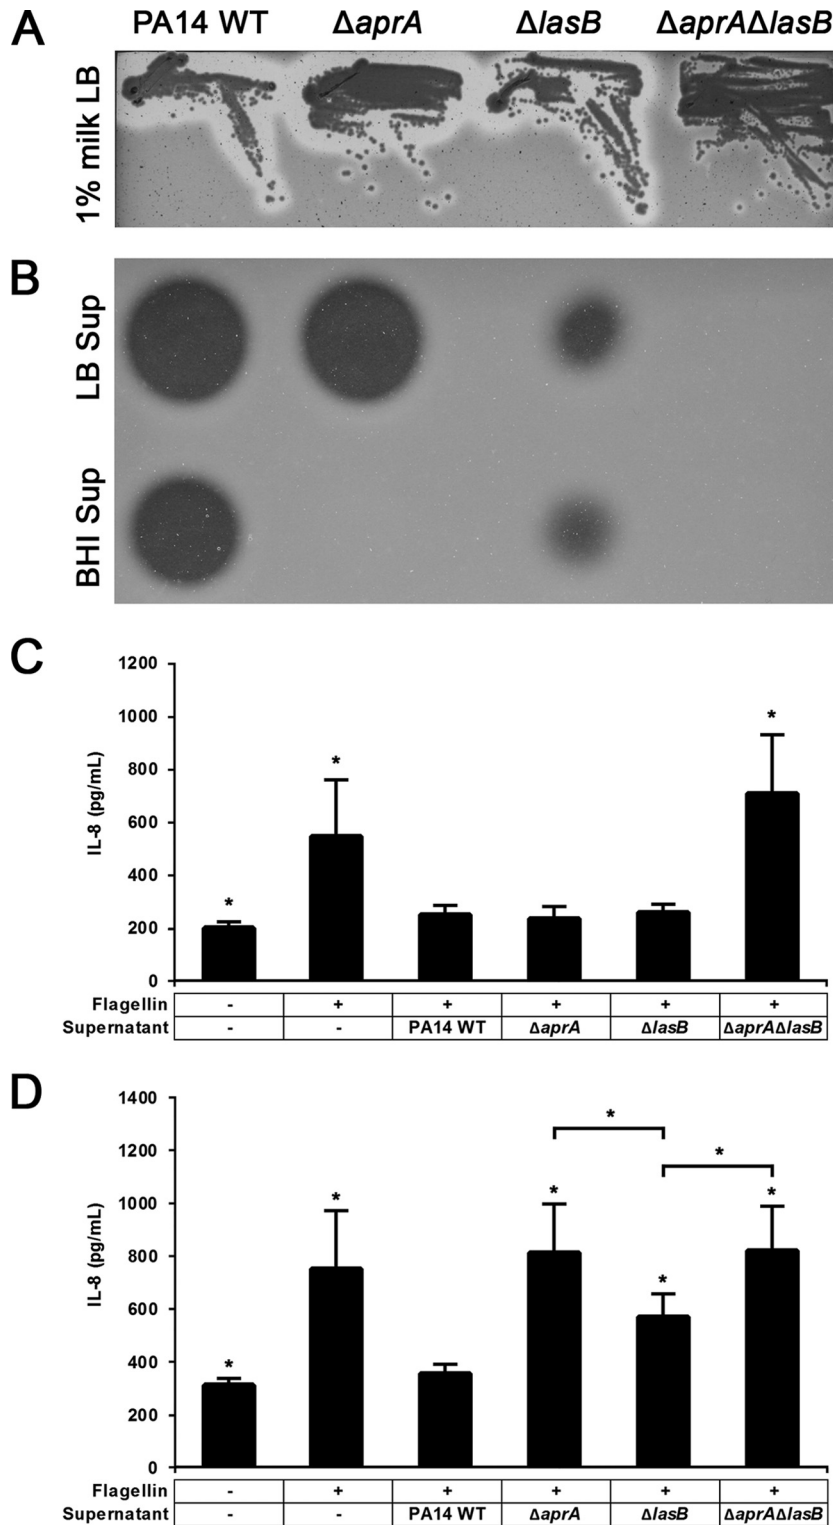 A
PA14 WT ΔaprA ΔlasB ΔaprAΔlasB
1% milk LB
B
LB Sup
BHI Sup
C
1200
1000
800
600
400
200
0
IL-8 (pg/mL)
* * *
Flagellin - + + + + +
Supernatant - - PA14 WT ΔaprA ΔlasB ΔaprAΔlasB
D
1400
1200
1000
800
600
400
200
0
IL-8 (pg/mL)
* *
* * * * *
Flagellin - + + + + +
Supernatant - - PA14 WT ΔaprA ΔlasB ΔaprAΔlasB